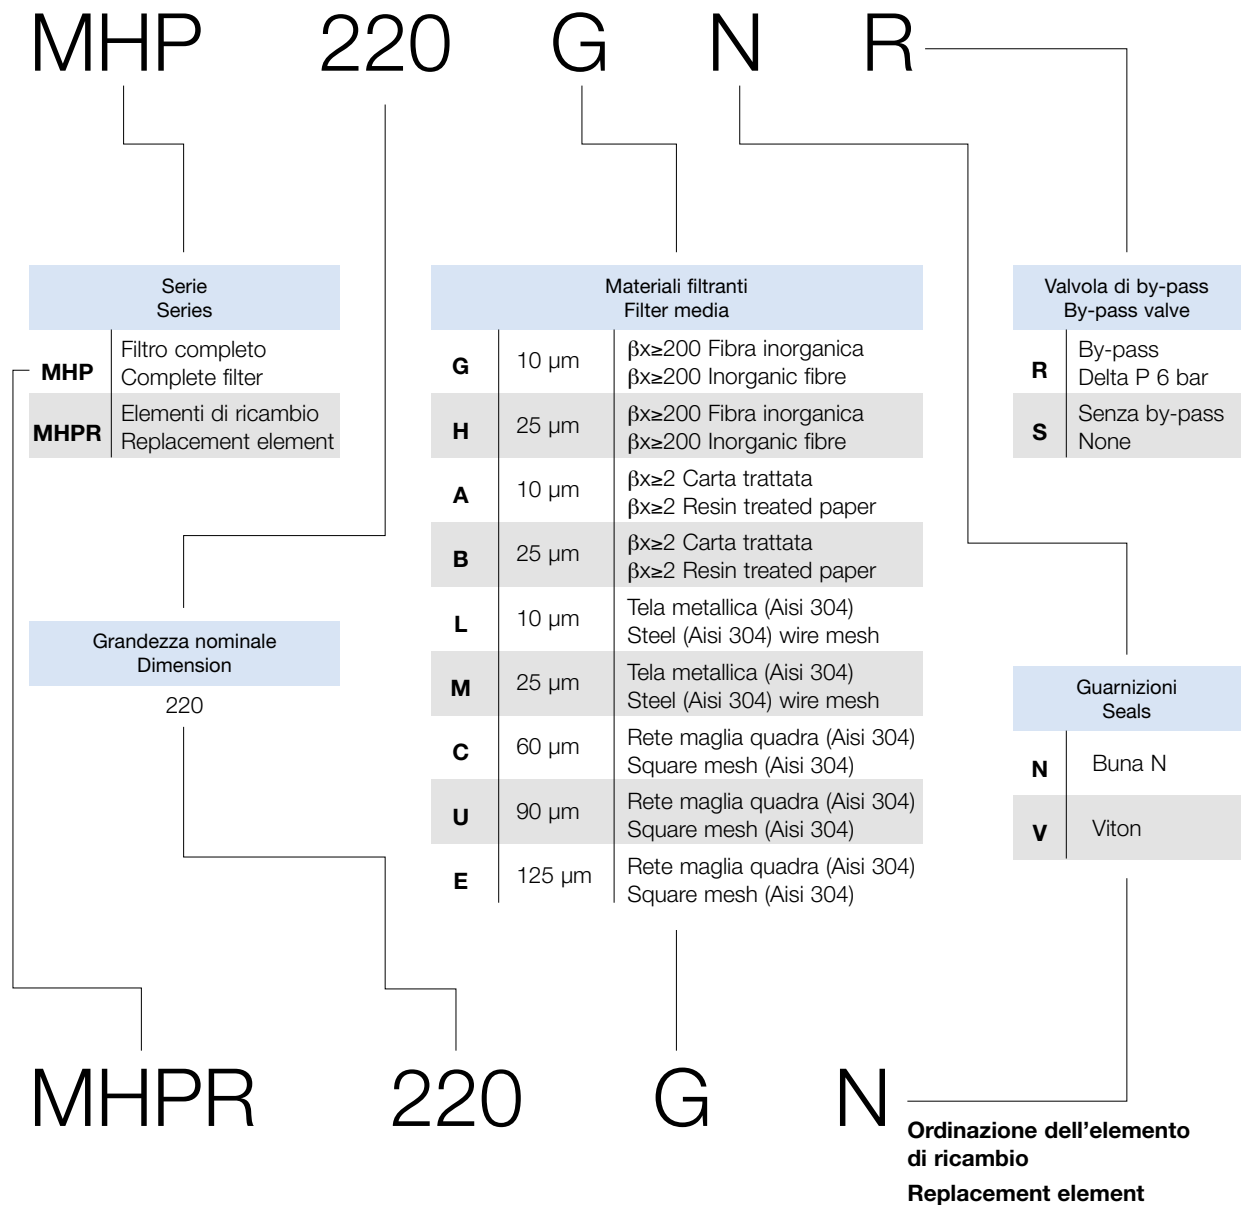 MHP 220 G N R
Serie
Series
MHP Filtro completo
Complete filter
MHPR Elementi di ricambio
Replacement element
Grandezza nominale
Dimension
220
Materiali filtranti
Filter media
G 10 µm βx≥200 Fibra inorganica
βx≥200 Inorganic fibre
H 25 µm βx≥200 Fibra inorganica
βx≥200 Inorganic fibre
A 10 µm βx≥2 Carta trattata
βx≥2 Resin treated paper
B 25 µm βx≥2 Carta trattata
βx≥2 Resin treated paper
L 10 µm Tela metallica (Aisi 304)
Steel (Aisi 304) wire mesh
M 25 µm Tela metallica (Aisi 304)
Steel (Aisi 304) wire mesh
C 60 µm Rete maglia quadra (Aisi 304)
Square mesh (Aisi 304)
U 90 µm Rete maglia quadra (Aisi 304)
Square mesh (Aisi 304)
E 125 µm Rete maglia quadra (Aisi 304)
Square mesh (Aisi 304)
Valvola di by-pass
By-pass valve
R By-pass
Delta P 6 bar
S Senza by-pass
None
Guarnizioni
Seals
N Buna N
V Viton
MHPR 220 G N
Ordinazione dell’elemento
di ricambio
Replacement element